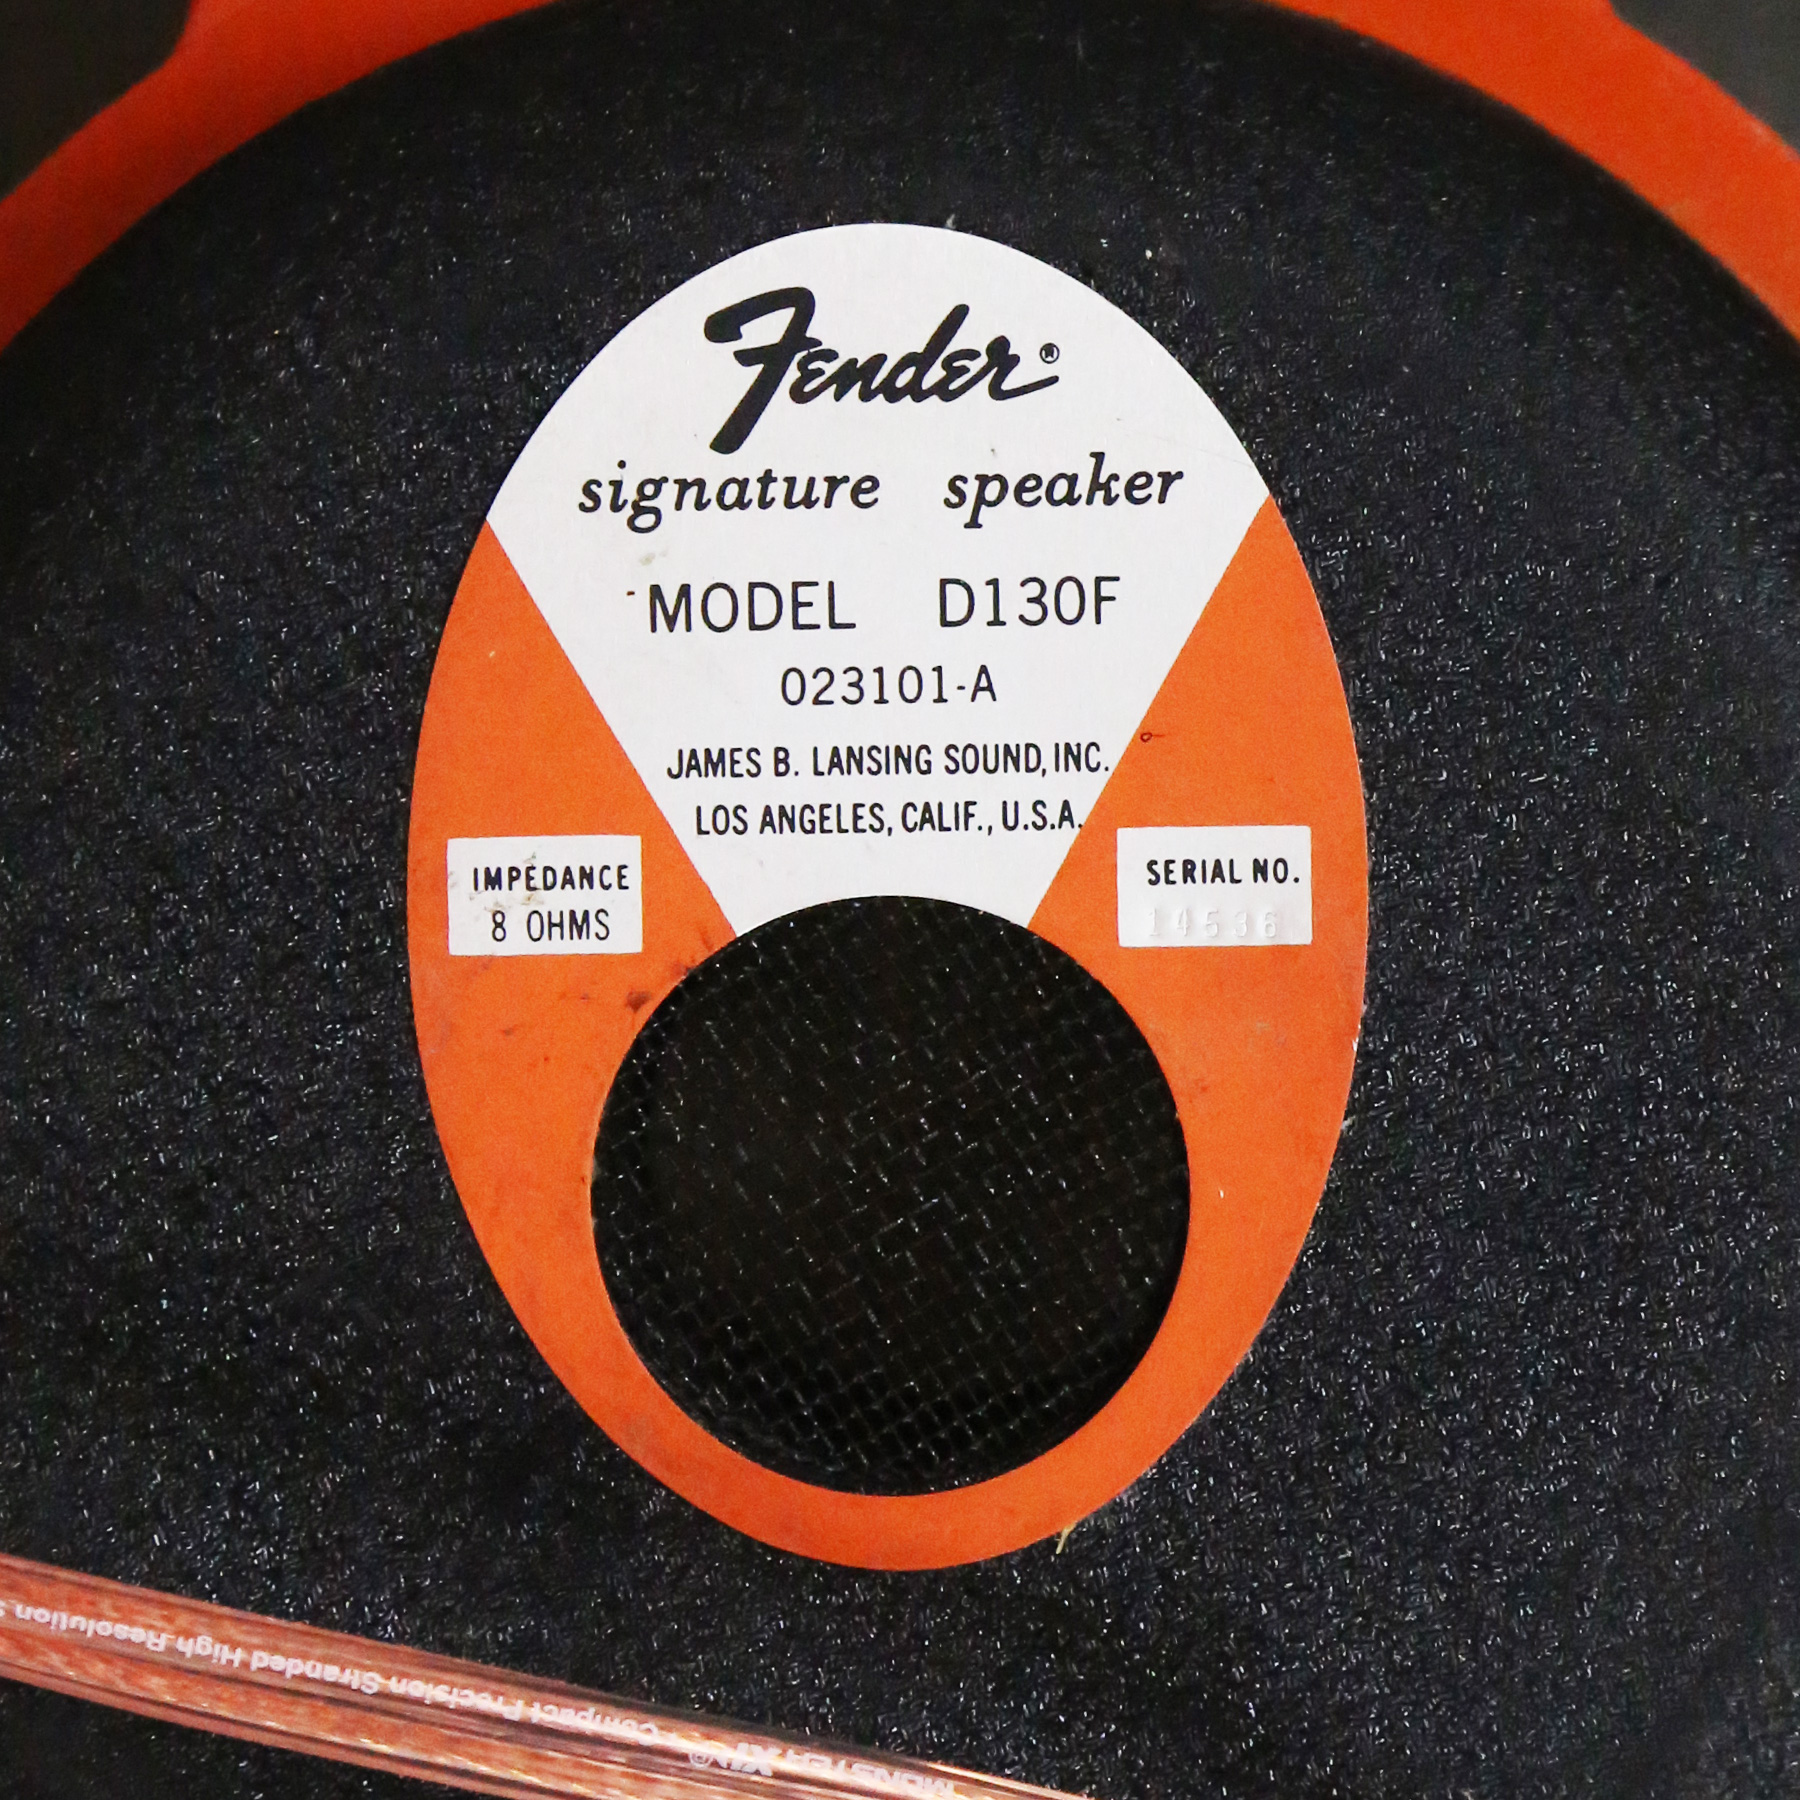 Fender®
signature speaker
MODEL D130F
023101-A
JAMES B. LANSING SOUND, INC.
LOS ANGELES, CALIF., U.S.A.
IMPEDANCE
8 OHMS
SERIAL NO.
14536
MONSTER XP® Compact Precision Stranded High Resolution